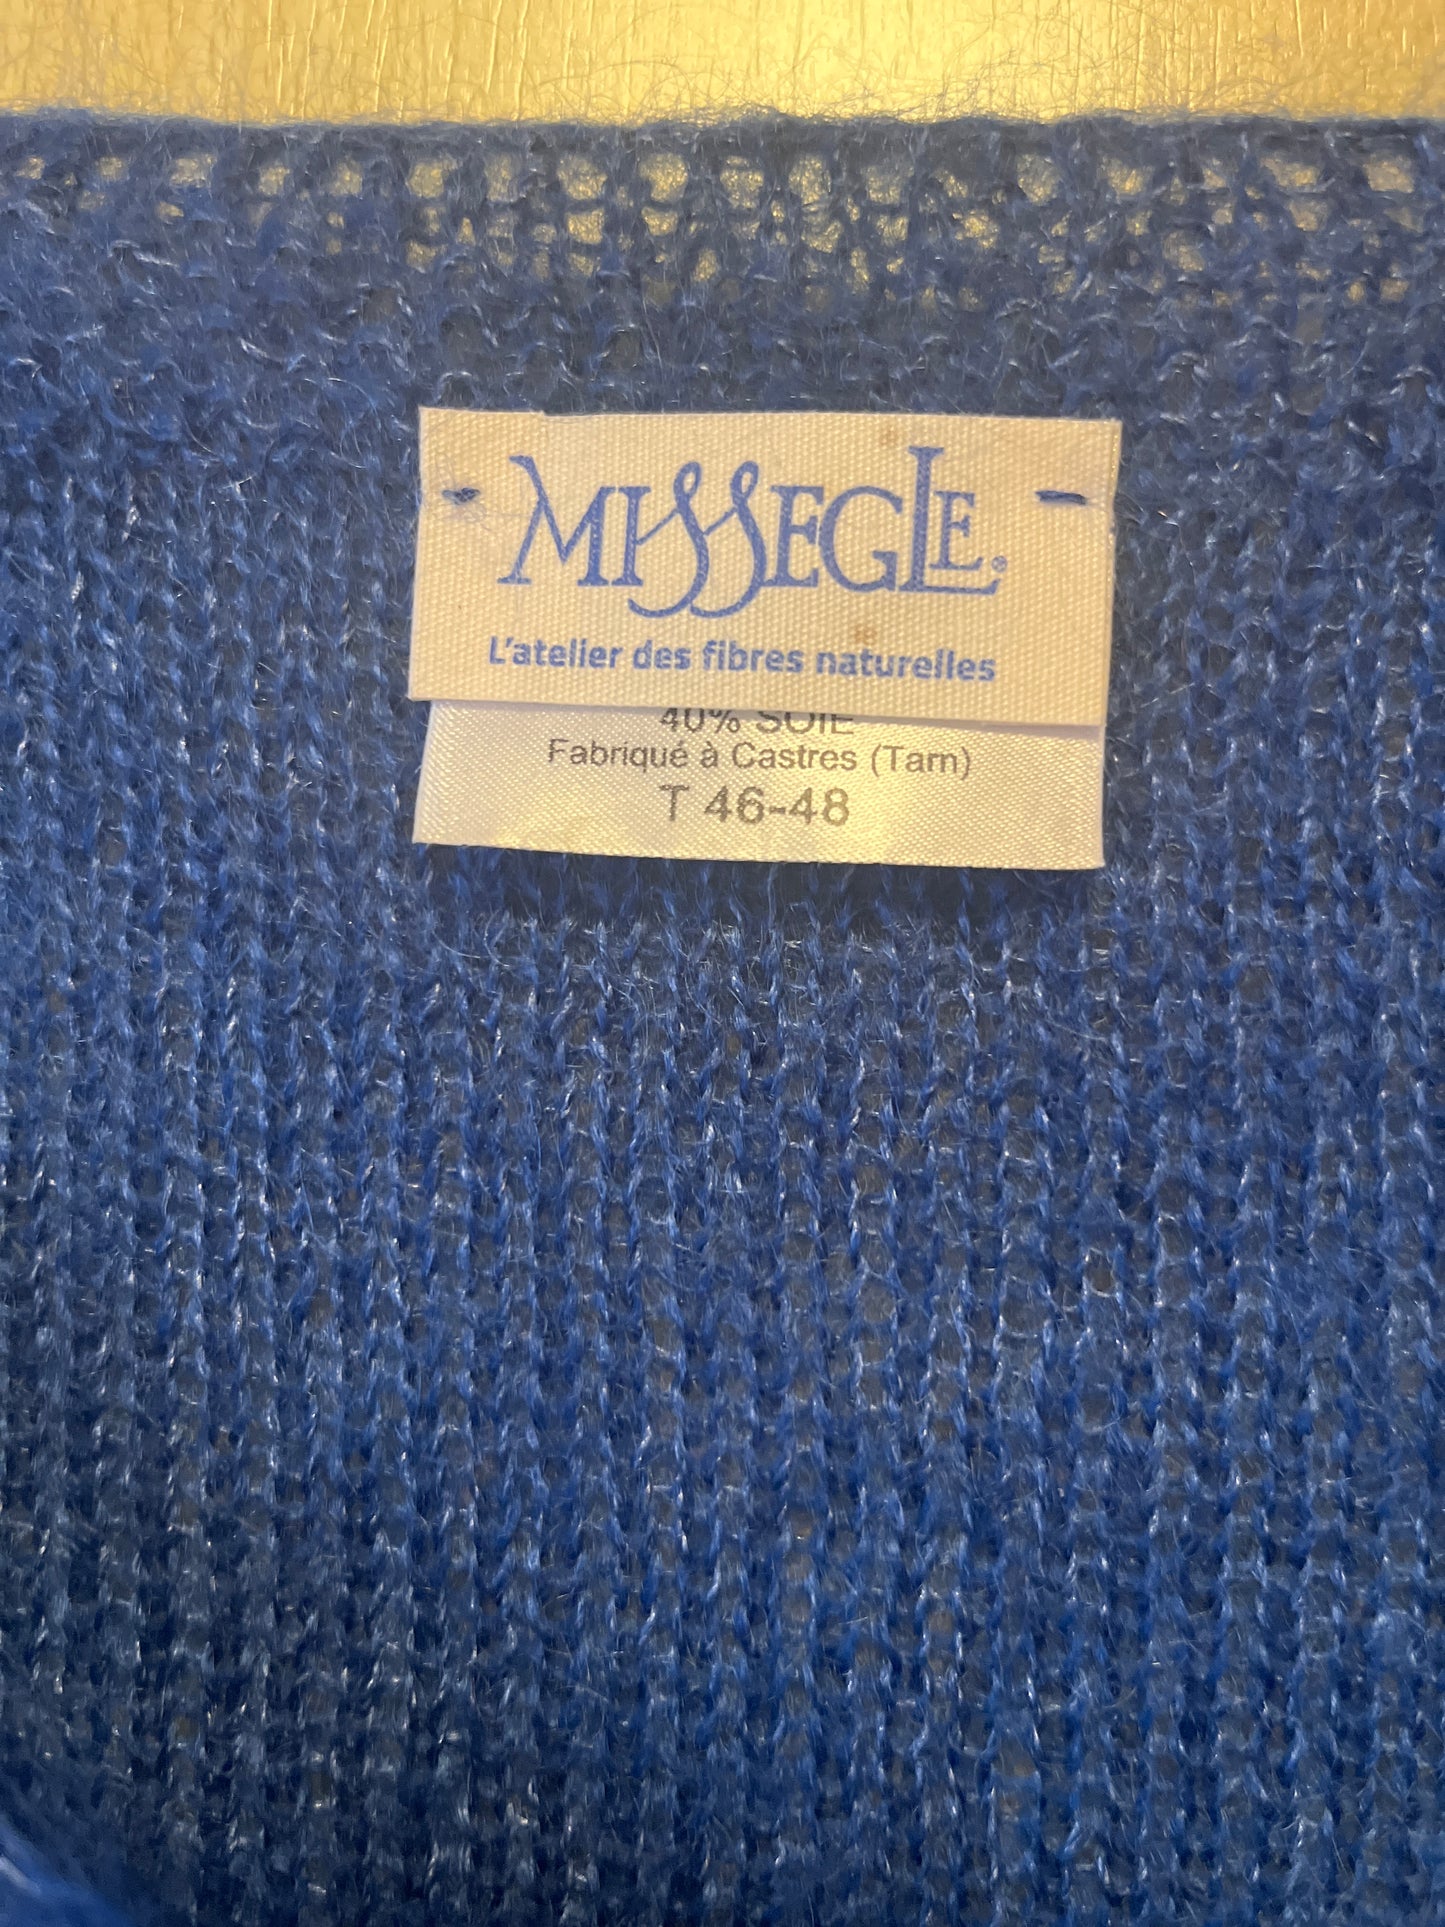 MISSEGLE®
L'atelier des fibres naturelles
40% SOIE
Fabriqué à Castres (Tarn)
T 46-48